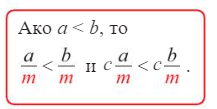 Ако a < b, то
a/m < b/m и c a/m < c b/m .